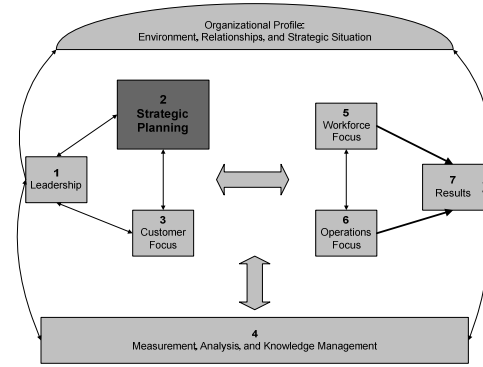 Organizational Profile:
Environment, Relationships, and Strategic Situation
2
Strategic
Planning
5
Workforce
Focus
1
Leadership
7
Results
3
Customer
Focus
6
Operations
Focus
4
Measurement, Analysis, and Knowledge Management